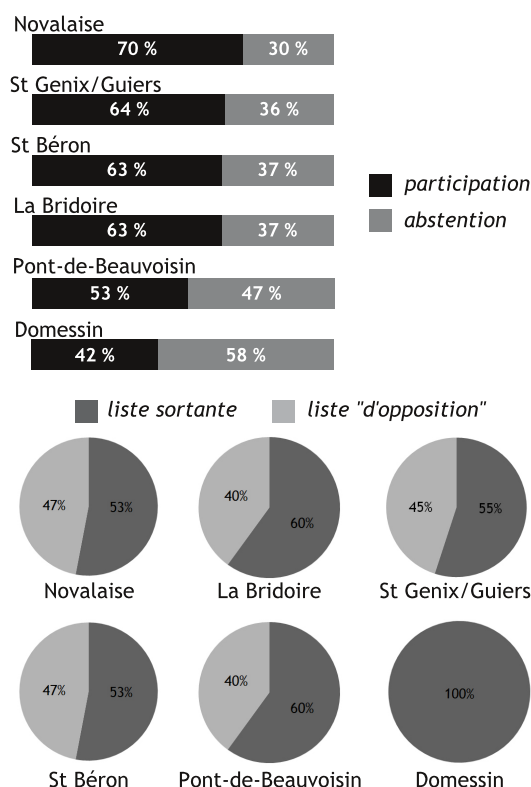 Novalaise
70 % 30 %
St Genix/Guiers
64 % 36 %
St Béron
63 % 37 %
La Bridoire
63 % 37 %
Pont-de-Beauvoisin
53 % 47 %
Domessin
42 % 58 %
participation
abstention
liste sortante liste "d'opposition"
47% 53%
40% 60%
45% 55%
Novalaise La Bridoire St Genix/Guiers
47% 53%
40% 60%
100%
St Béron Pont-de-Beauvoisin Domessin